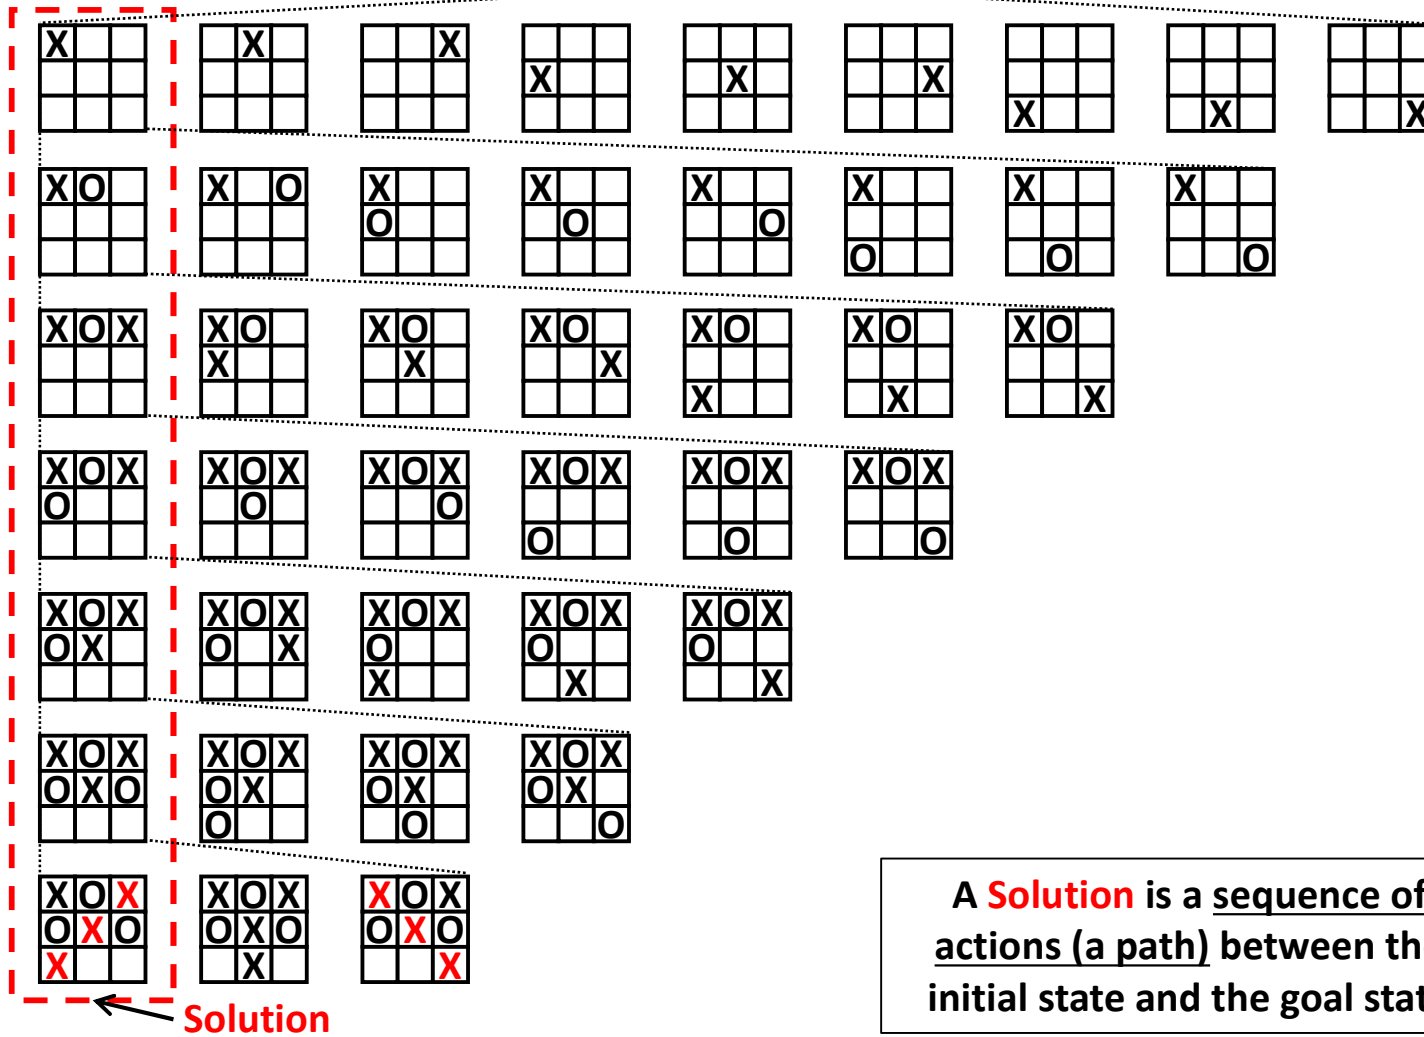 X X X
X X X
X X X
X O X O X X X X X X
O O O
O O O
X O X X O X O X O X O X O X O
X X X
X X X
X O X X O X X O X X O X X O X X O X
O O O
O O O
X O X X O X X O X X O X X O X
O X O X O O O
X X X
X O X X O X X O X X O X
O X O O X O X O X
O O O
X O X X O X X O X
O X O O X O O X O
X X X
Solution
A Solution is a sequence of
actions (a path) between th
initial state and the goal stat